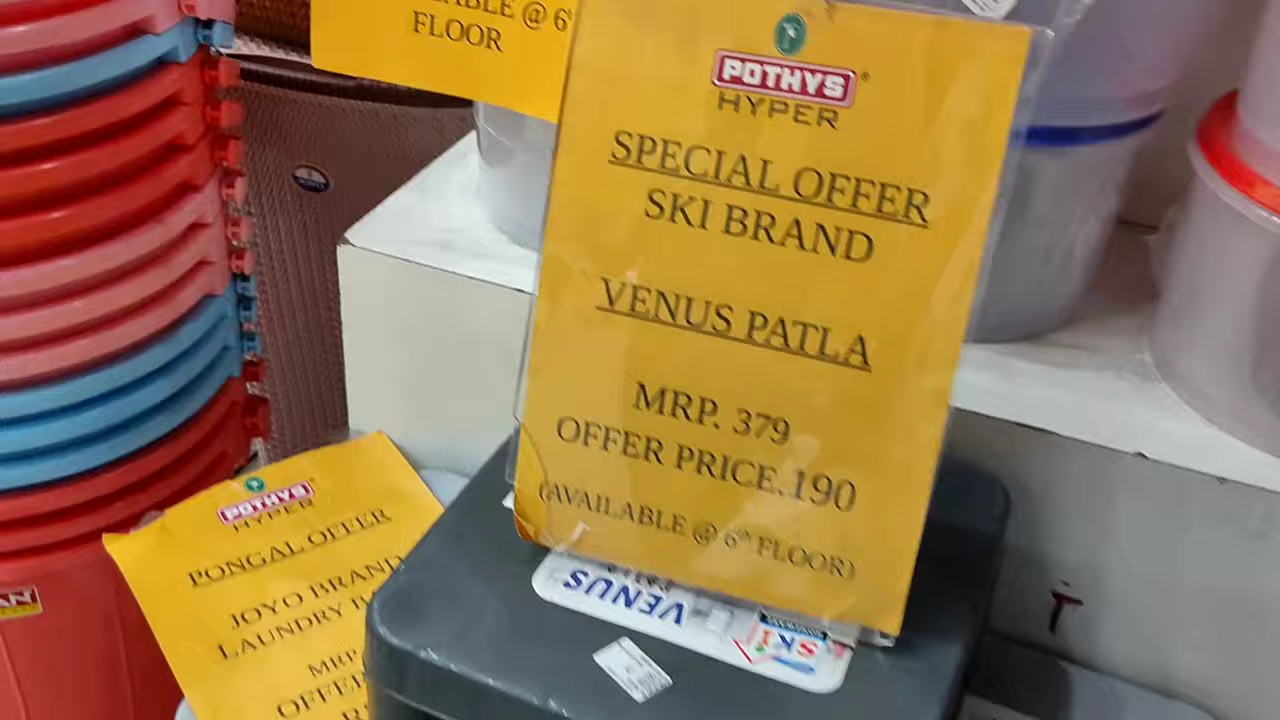 @ 6
FLOOR
POTHYS
HYPER
SPECIAL OFFER
SKI BRAND
VENUS PATLA
MRP. 379
OFFER PRICE.190
(AVAILABLE @ 6th FLOOR)
VENUS
SKI
POTHYS
HYPER
PONGAL OFFER
JOYO BRAND
LAUNDRY
MRP
OFFER